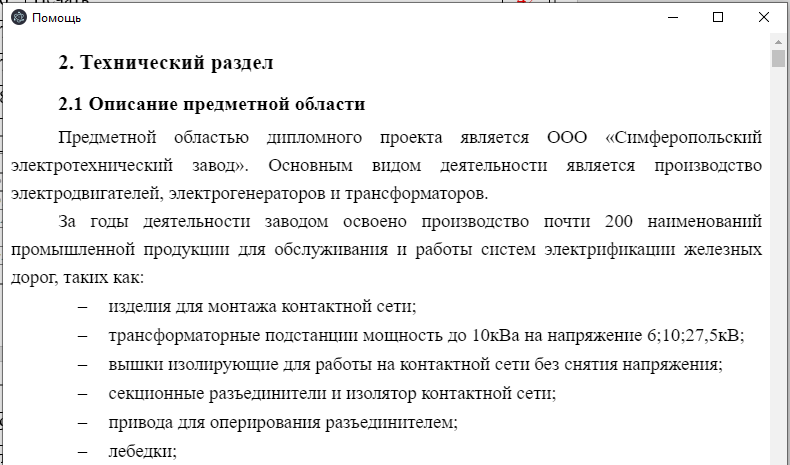 Помощь
2. Технический раздел
2.1 Описание предметной области
Предметной областью дипломного проекта является ООО «Симферопольский
электротехнический завод». Основным видом деятельности является производство
электродвигателей, электрогенераторов и трансформаторов.
За годы деятельности заводом освоено производство почти 200 наименований
промышленной продукции для обслуживания и работы систем электрификации железных
дорог, таких как:
– изделия для монтажа контактной сети;
– трансформаторные подстанции мощность до 10кВа на напряжение 6;10;27,5кВ;
– вышки изолирующие для работы на контактной сети без снятия напряжения;
– секционные разъединители и изолятор контактной сети;
– привода для оперирования разъединителем;
– лебедки;